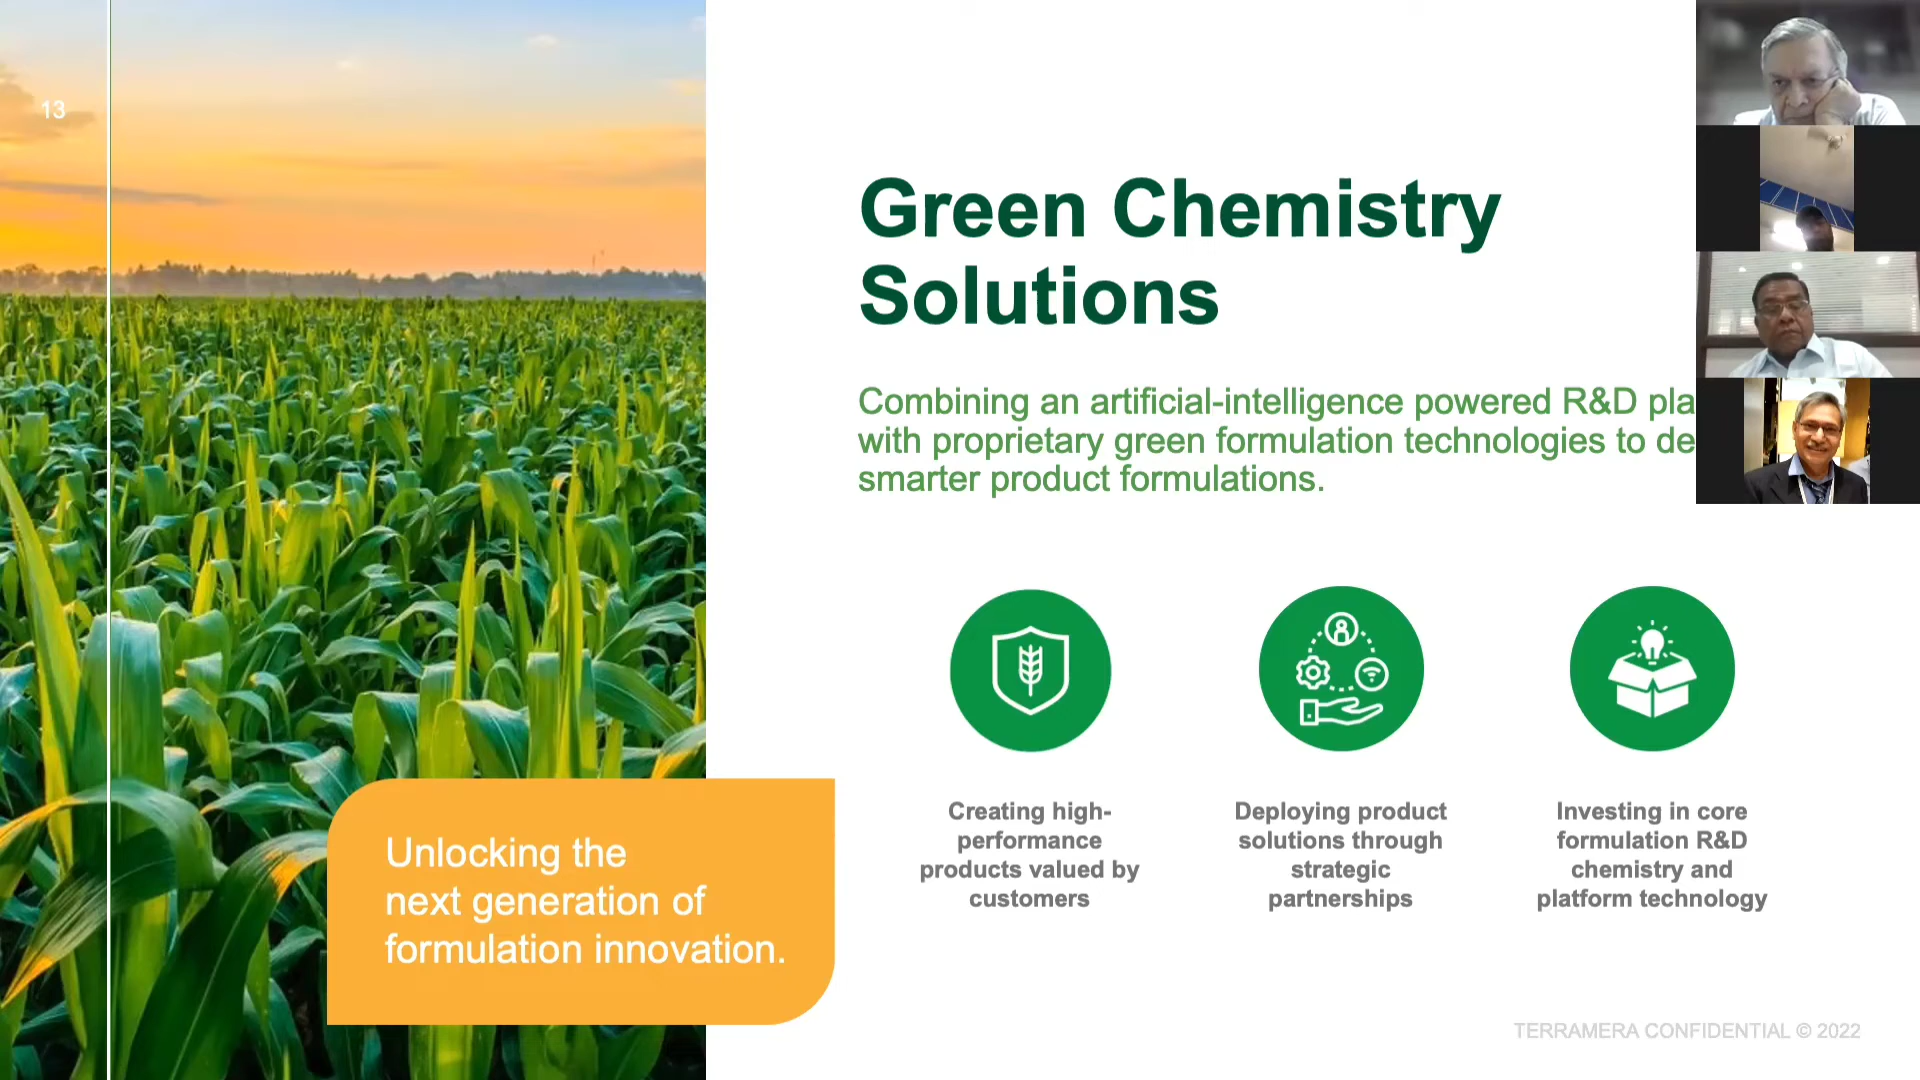 13
Green Chemistry
Solutions
Combining an artificial-intelligence powered R&D
with proprietary green formulation technologies to
smarter product formulations.
Creating high-
performance
products valued by
customers
Deploying product
solutions through
strategic
partnerships
Investing in core
formulation R&D
chemistry and
platform technology
Unlocking the
next generation of
formulation innovation.
TERRAMERA CONFIDENTIAL © 2022